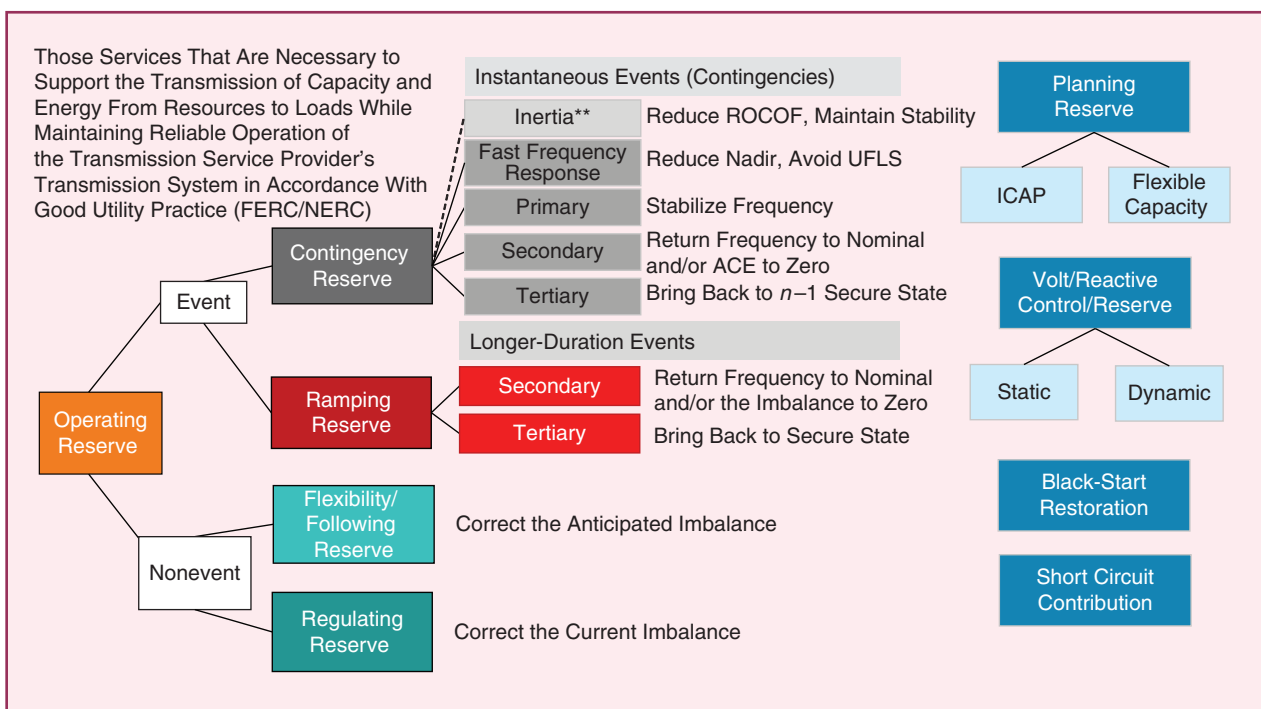 Those Services That Are Necessary to
Support the Transmission of Capacity and
Energy From Resources to Loads While
Maintaining Reliable Operation of
the Transmission Service Provider's
Transmission System in Accordance With
Good Utility Practice (FERC/NERC)
Operating
Reserve
Event
Nonevent
Contingency
Reserve
Ramping
Reserve
Flexibility/
Following
Reserve
Correct the Anticipated Imbalance
Regulating
Reserve
Correct the Current Imbalance
Instantaneous Events (Contingencies)
Inertia**
Reduce ROCOF, Maintain Stability
Fast Frequency
Response
Reduce Nadir, Avoid UFLS
Primary
Stabilize Frequency
Secondary
Return Frequency to Nominal
and/or ACE to Zero
Tertiary
Bring Back to n–1 Secure State
Longer-Duration Events
Secondary
Return Frequency to Nominal
and/or the Imbalance to Zero
Tertiary
Bring Back to Secure State
Planning
Reserve
ICAP
Flexible
Capacity
Volt/Reactive
Control/Reserve
Static
Dynamic
Black-Start
Restoration
Short Circuit
Contribution